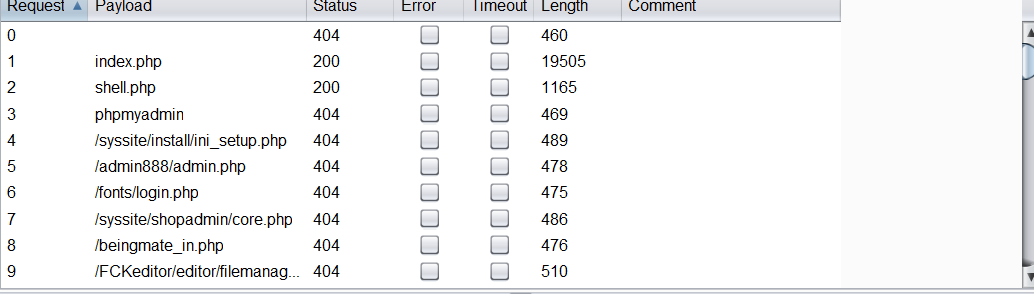 Request Payload Status Error Timeout Length Comment
0 404 460
1 index.php 200 19505
2 shell.php 200 1165
3 phpmyadmin 404 469
4 /syssite/install/ini_setup.php 404 489
5 /admin888/admin.php 404 478
6 /fonts/login.php 404 475
7 /syssite/shopadmin/core.php 404 486
8 /beingmate_in.php 404 476
9 /FCKeditor/editor/filemanag... 404 510